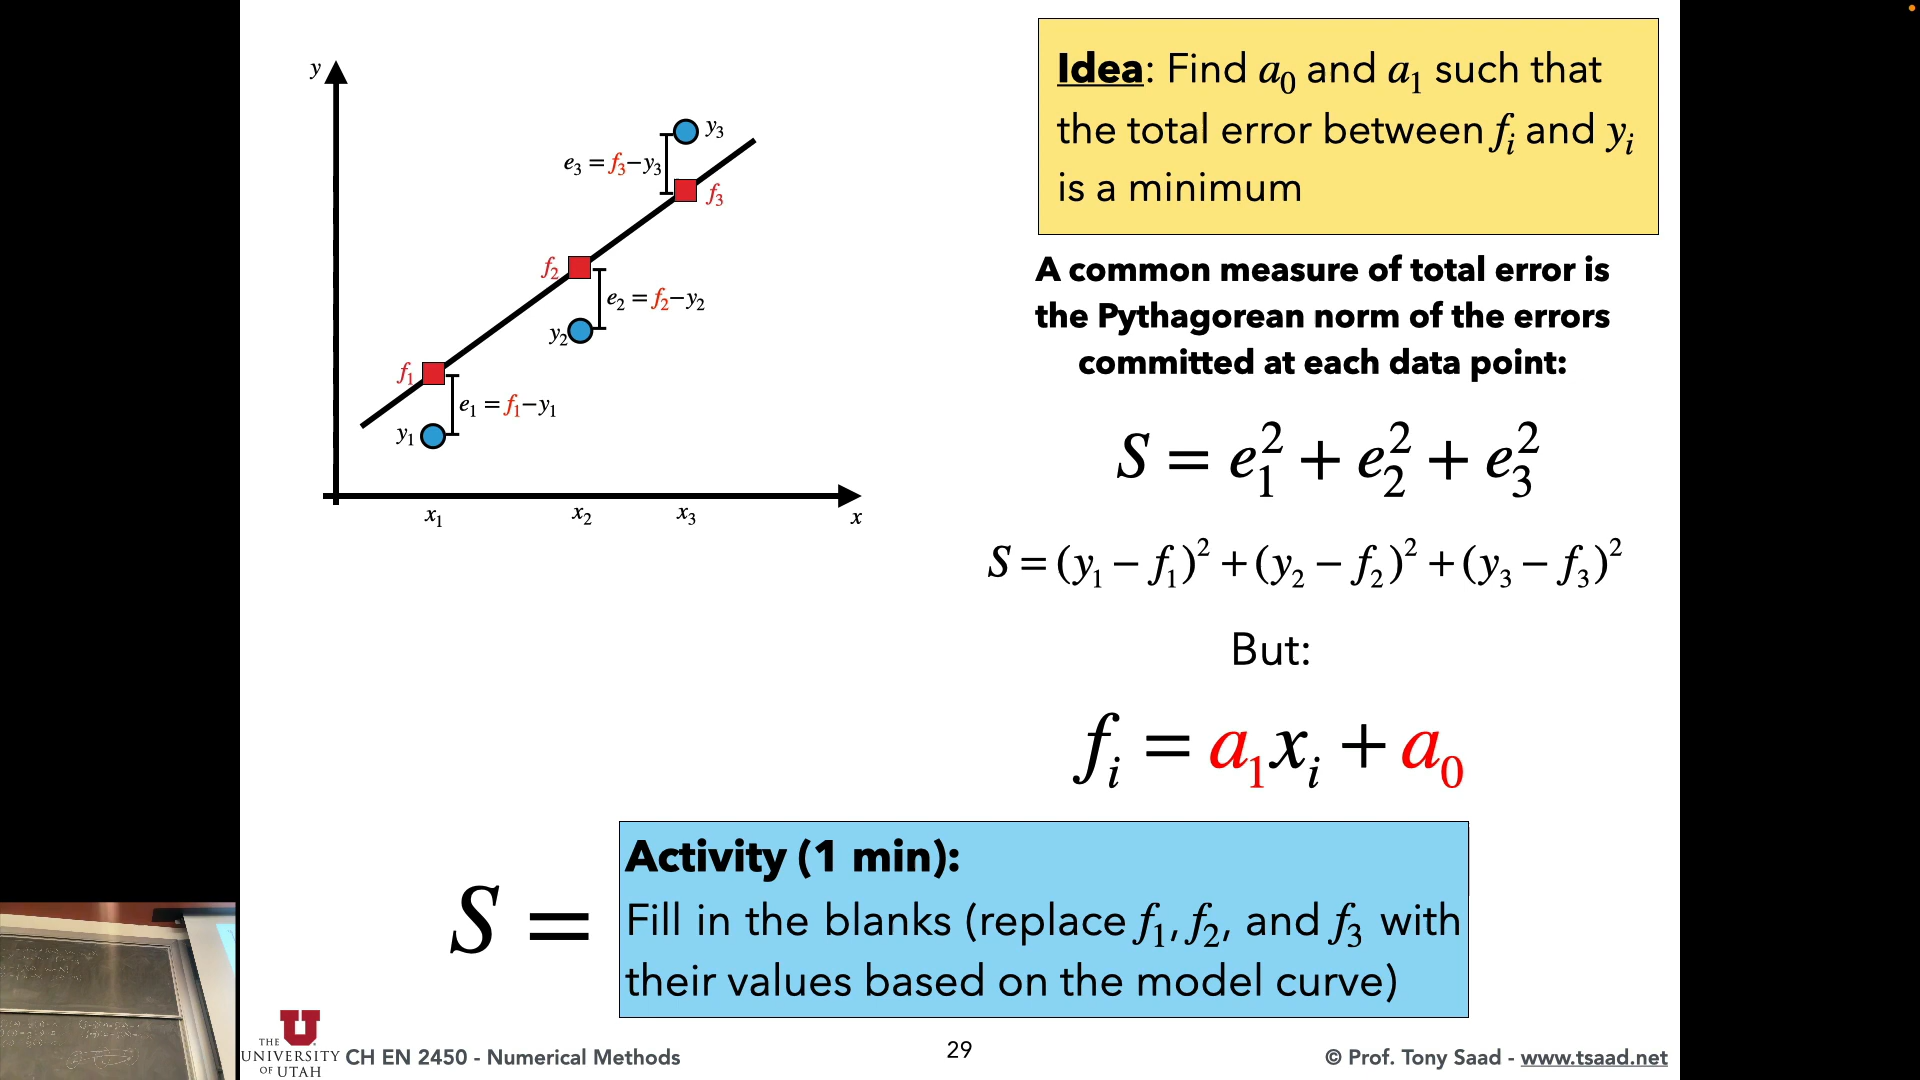 y
y₃
e₃ = f₃−y₃
f₃
f₂
e₂ = f₂−y₂
y₂
f₁
e₁ = f₁−y₁
y₁
x₁ x₂ x₃ x
Idea: Find a₀ and a₁ such that
the total error between fᵢ and yᵢ
is a minimum
A common measure of total error is
the Pythagorean norm of the errors
committed at each data point:
S = e₁² + e₂² + e₃²
S = (y₁ − f₁)² + (y₂ − f₂)² + (y₃ − f₃)²
But:
fᵢ = a₁xᵢ + a₀
S =
Activity (1 min):
Fill in the blanks (replace f₁, f₂, and f₃ with
their values based on the model curve)
U
THE
UNIVERSITY
OF UTAH
CH EN 2450 - Numerical Methods
29
© Prof. Tony Saad - www.tsaad.net